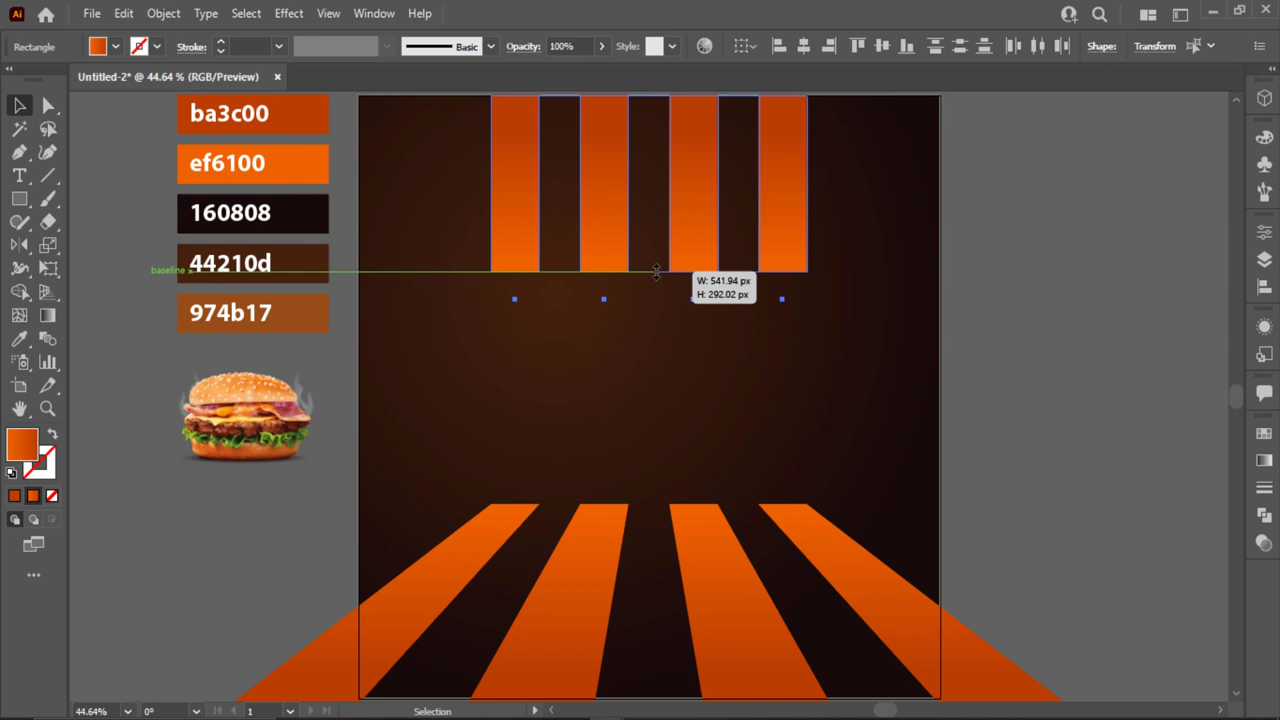 Ai File Edit Object Type Select Effect View Window Help
Rectangle Stroke: Basic Opacity: 100% Style: Shape: Transform
Untitled-2* @ 44.64 % (RGB/Preview) ×
ba3c00
ef6100
160808
44210d
baseline
974b17
W: 541.94 px
H: 292.02 px
44.64% 0° 1 Selection